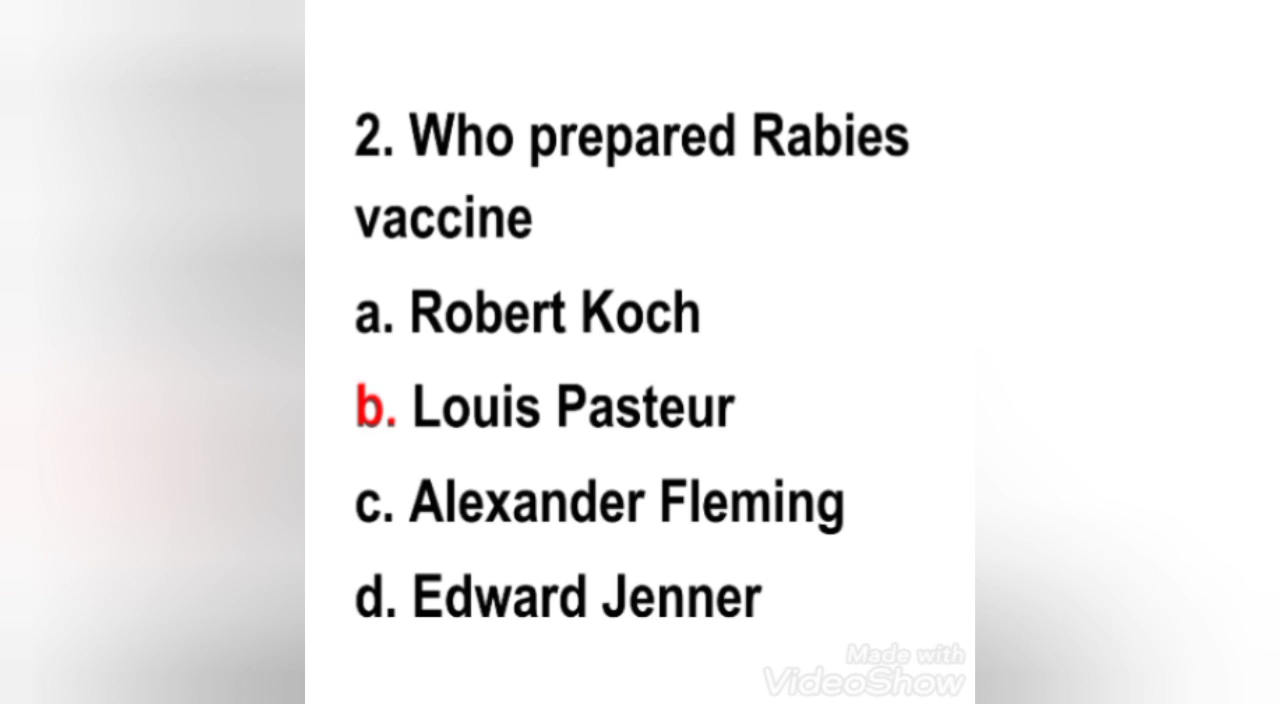 2. Who prepared Rabies
vaccine
a. Robert Koch
b. Louis Pasteur
c. Alexander Fleming
d. Edward Jenner
Made with
VideoShow